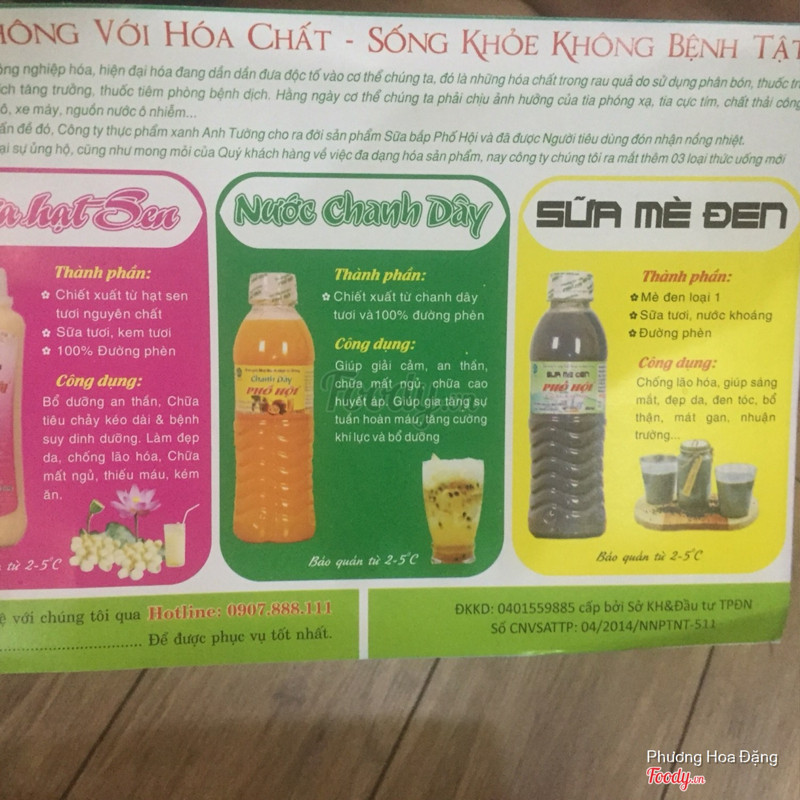 HÔNG VỚI HÓA CHẤT - SỐNG KHỎE KHÔNG BỆNH TẬT
nghiệp hóa, hiện đại hóa đang dần dần đưa độc tố vào cơ thể chúng ta, đó là những hóa chất trong rau quả do sử dụng phân bón, thuốc
ích tăng trưởng, thuốc tiêm phòng bệnh dịch. Hàng ngày cơ thể chúng ta phải chịu ảnh hưởng của tia phóng xạ, tia cực tím, chất thải công
ô, xe máy, nguồn nước ô nhiễm...
ấn đề đó, Công ty thực phẩm xanh Anh Tường cho ra đời sản phẩm Sữa bắp Phố Hội và đã được Người tiêu dùng đón nhận nồng nhiệt.
ại sự ủng hộ, cũng như mong mỏi của Quý khách hàng về việc đa dạng hóa sản phẩm, nay công ty chúng tôi ra mắt thêm 03 loại thức uống mới
a hạt Sen
Thành phần:
Chiết xuất từ hạt sen
tươi nguyên chất
Sữa tươi, kem tươi
100% Đường phèn
Công dụng:
Bổ dưỡng an thần, Chữa
tiêu chảy kéo dài & bệnh
suy dinh dưỡng. Làm đẹp
da, chống lão hóa, Chữa
mất ngủ, thiếu máu, kém
ăn.
từ 2-5°C
Nước Chanh Dây
Thành phần:
Chiết xuất từ chanh dây
tươi và 100% đường phèn
Công dụng:
Giúp giải cảm, an thần,
chữa mất ngủ, chữa cao
huyết áp. Giúp gia tăng sự
tuần hoàn máu, tăng cường
khí lực và bổ dưỡng
Chanh Dây
PHỐ HỘI
Bảo quản từ 2-5°C
SỮA MÈ ĐEN
Thành phần:
Mè đen loại 1
Sữa tươi, nước khoáng
Đường phèn
Công dụng:
Chống lão hóa, giúp sáng
mắt, đẹp da, đen tóc, bổ
thận, mát gan, nhuận
trường...
SỮA MÈ ĐEN
PHỐ HỘI
Bảo quản từ 2-5°C
ệ với chúng tôi qua Hotline: 0907.888.111
Để được phục vụ tốt nhất.
ĐKKD: 0401559885 cấp bởi Sở KH&Đầu tư TPĐN
Số CNVSATTP: 04/2014/NNPTNT-511
Foody.vn
Phương Hoa Đặng
Foody.vn